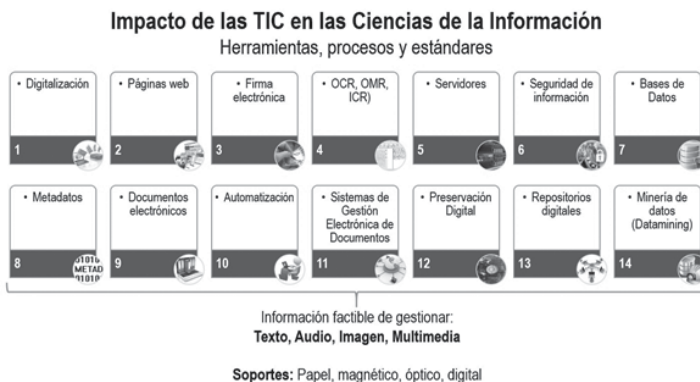 Impacto de las TIC en las Ciencias de la Información
Herramientas, procesos y estándares
• Digitalización
1
• Páginas web
2
• Firma
electrónica
3
• OCR, OMR,
ICR)
4
• Servidores
5
• Seguridad de
información
6
• Bases de
Datos
7
• Metadatos
8
01010
METAD
01010
• Documentos
electrónicos
9
• Automatización
10
• Sistemas de
Gestión
Electrónica de
Documentos
11
• Preservación
Digital
12
• Repositorios
digitales
13
• Minería de
datos
(Datamining)
14
Información factible de gestionar:
Texto, Audio, Imagen, Multimedia
Soportes: Papel, magnético, óptico, digital